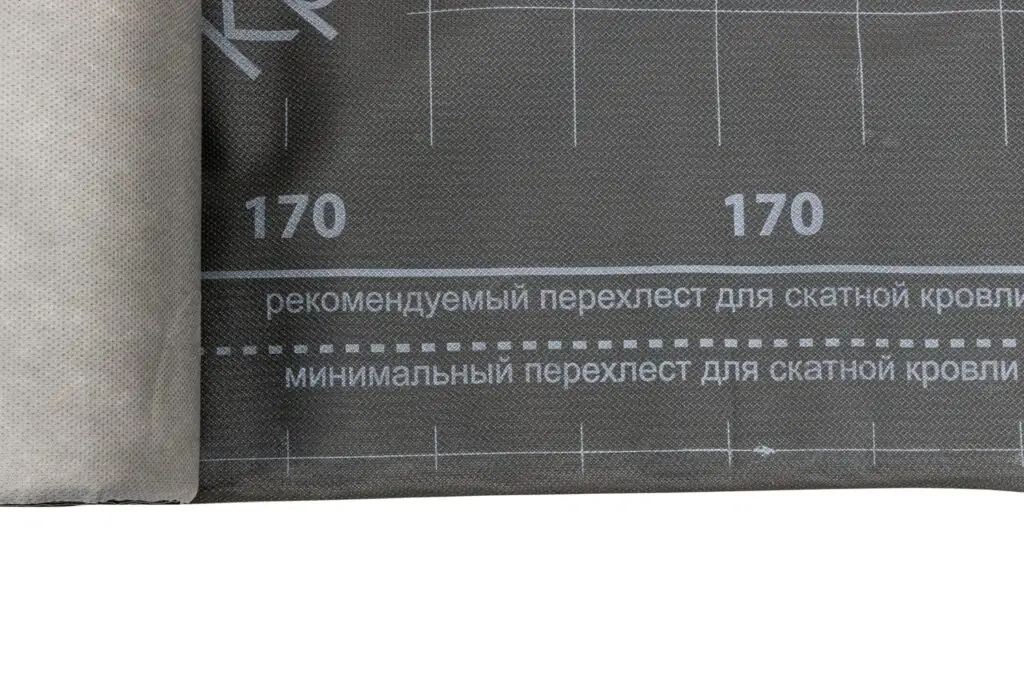 170 170
рекомендуемый перехлест для скатной кровли
минимальный перехлест для скатной кровли